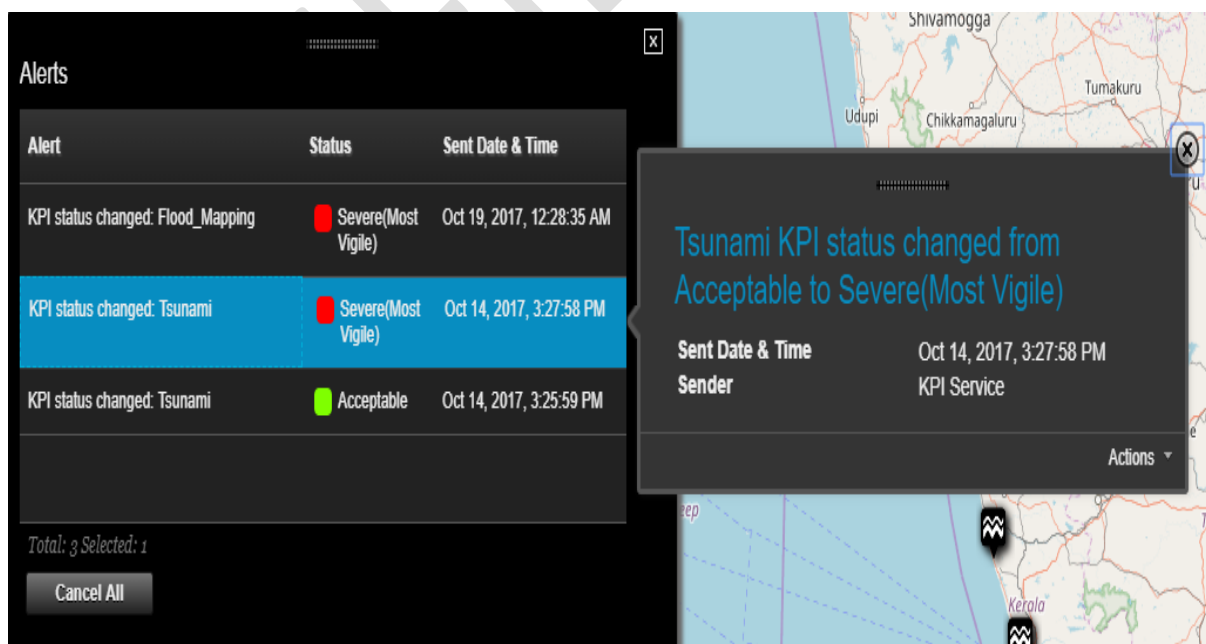 Alerts
Alert Status Sent Date & Time
KPI status changed: Flood_Mapping Severe(Most Oct 19, 2017, 12:28:35 AM
Vigile)
KPI status changed: Tsunami Severe(Most Oct 14, 2017, 3:27:58 PM
Vigile)
KPI status changed: Tsunami Acceptable Oct 14, 2017, 3:25:59 PM
Total: 3 Selected: 1
Cancel All
Shivamogga
Tumakuru
Udupi
Chikkamagaluru
Tsunami KPI status changed from
Acceptable to Severe(Most Vigile)
Sent Date & Time Oct 14, 2017, 3:27:58 PM
Sender KPI Service
Actions
eep
Kerala